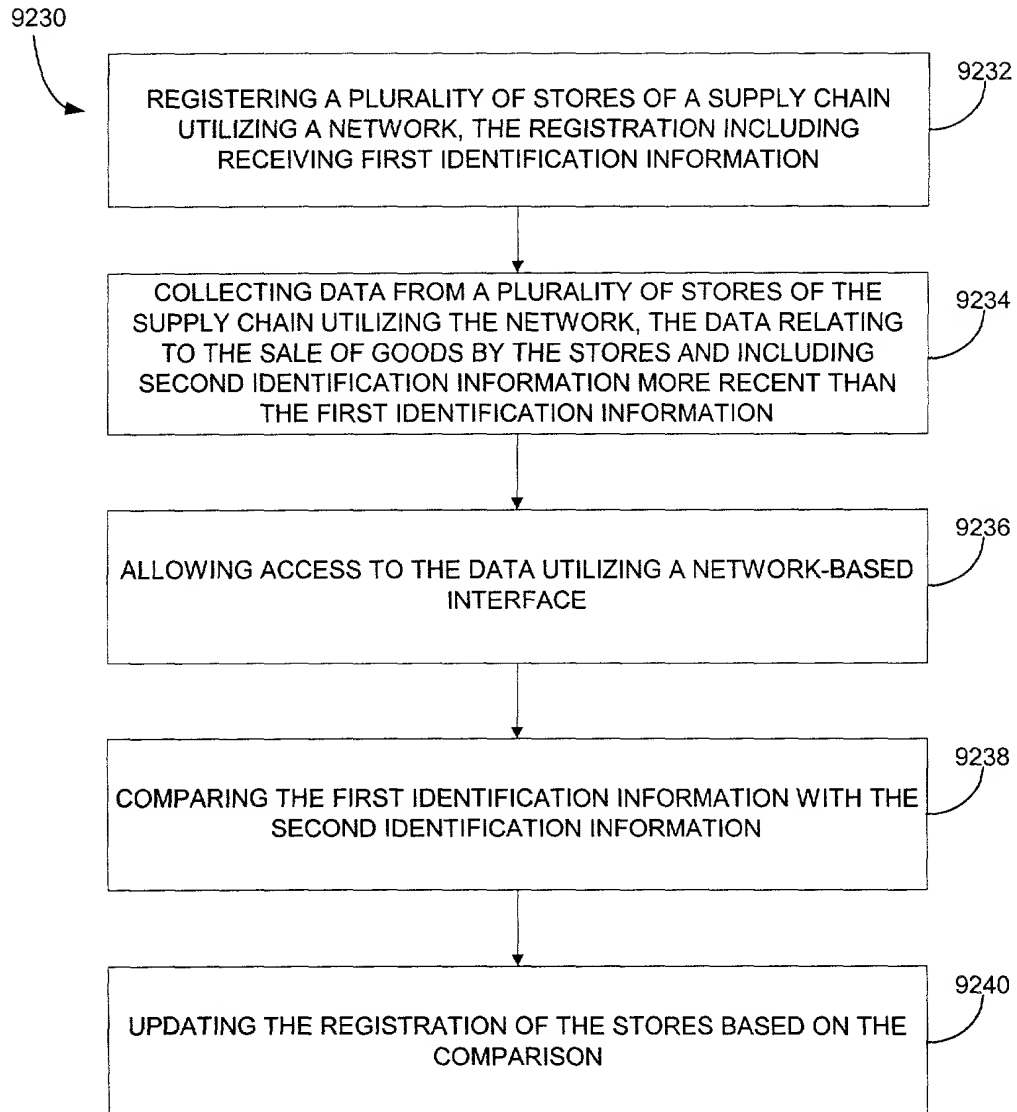 9230
REGISTERING A PLURALITY OF STORES OF A SUPPLY CHAIN
UTILIZING A NETWORK, THE REGISTRATION INCLUDING
RECEIVING FIRST IDENTIFICATION INFORMATION
9232
COLLECTING DATA FROM A PLURALITY OF STORES OF THE
SUPPLY CHAIN UTILIZING THE NETWORK, THE DATA RELATING
TO THE SALE OF GOODS BY THE STORES AND INCLUDING
SECOND IDENTIFICATION INFORMATION MORE RECENT THAN
THE FIRST IDENTIFICATION INFORMATION
9234
ALLOWING ACCESS TO THE DATA UTILIZING A NETWORK-BASED
INTERFACE
9236
COMPARING THE FIRST IDENTIFICATION INFORMATION WITH THE
SECOND IDENTIFICATION INFORMATION
9238
UPDATING THE REGISTRATION OF THE STORES BASED ON THE
COMPARISON
9240